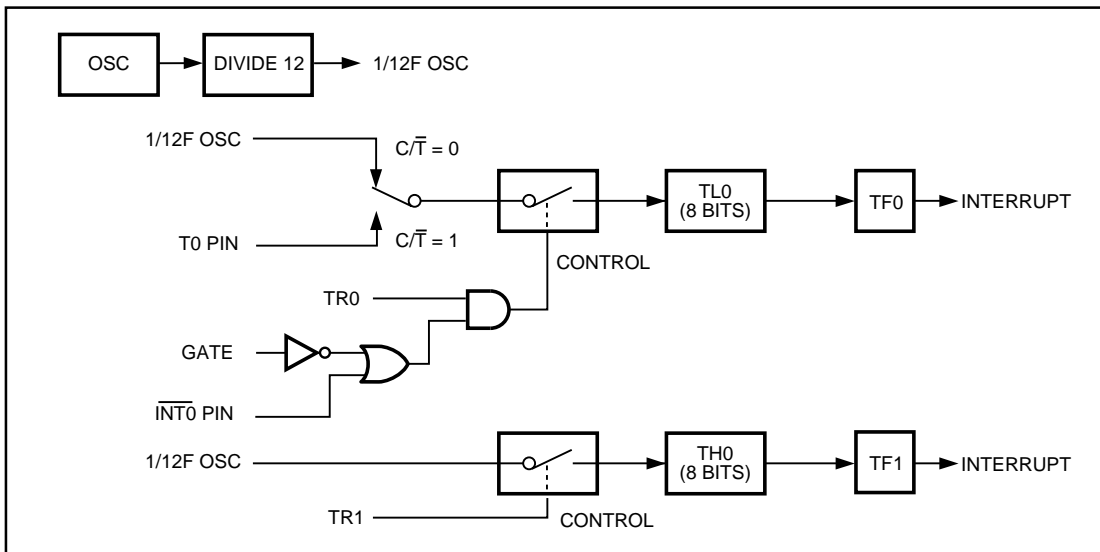 OSC
DIVIDE 12
1/12F OSC
1/12F OSC
C/T̅ = 0
TL0
(8 BITS)
TF0
INTERRUPT
T0 PIN
C/T̅ = 1
CONTROL
TR0
GATE
I̅N̅T̅0̅ PIN
1/12F OSC
TH0
(8 BITS)
TF1
INTERRUPT
TR1
CONTROL